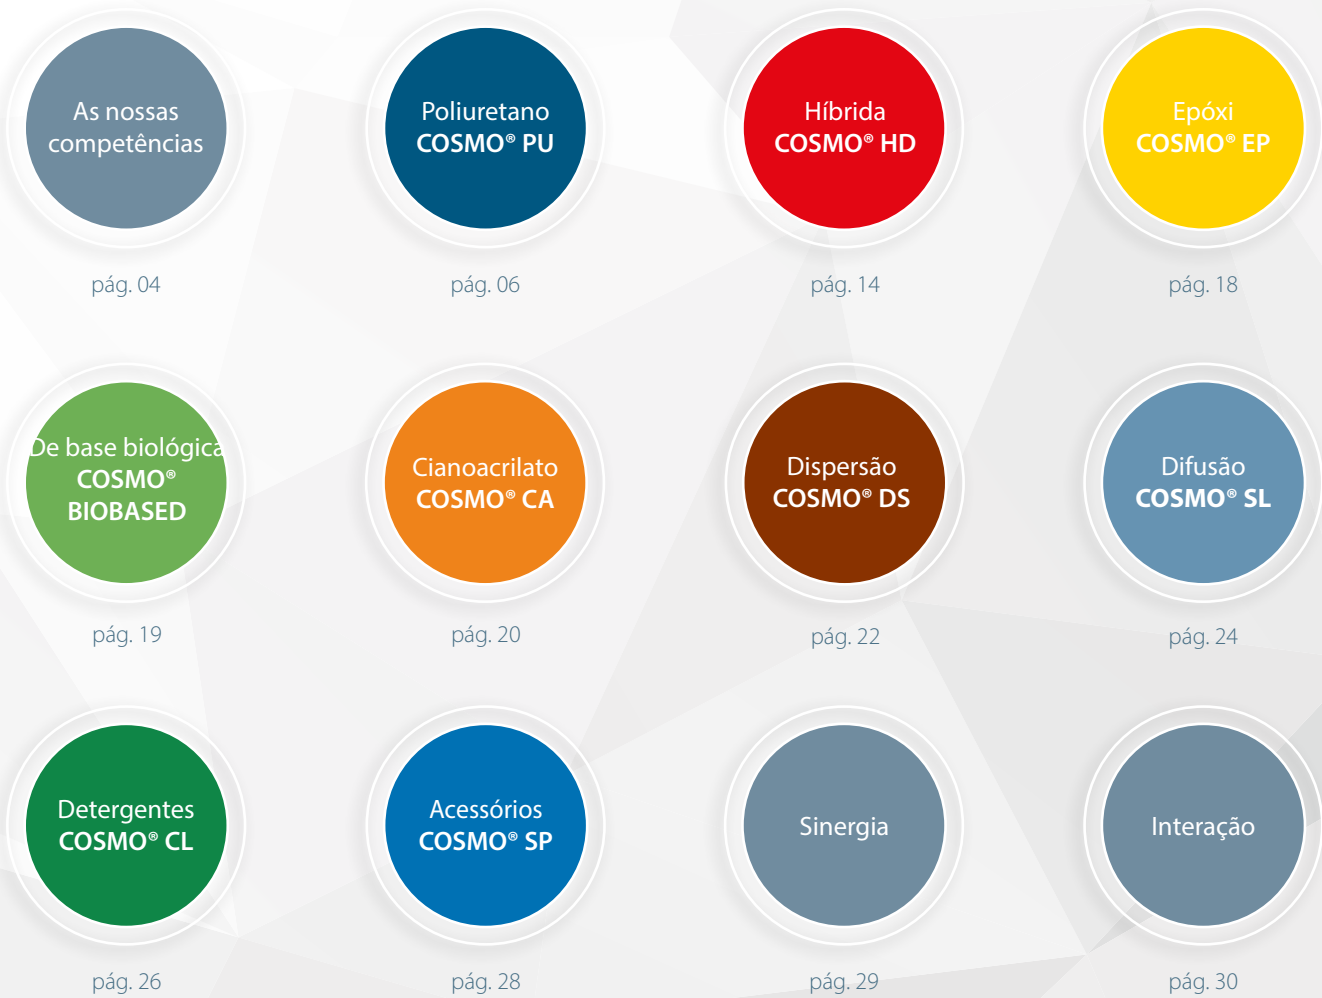 As nossas
competências
pág. 04
Poliuretano
COSMO® PU
pág. 06
Híbrida
COSMO® HD
pág. 14
Epóxi
COSMO® EP
pág. 18
De base biológica
COSMO®
BIOBASED
pág. 19
Cianoacrilato
COSMO® CA
pág. 20
Dispersão
COSMO® DS
pág. 22
Difusão
COSMO® SL
pág. 24
Detergentes
COSMO® CL
pág. 26
Acessórios
COSMO® SP
pág. 28
Sinergia
pág. 29
Interação
pág. 30